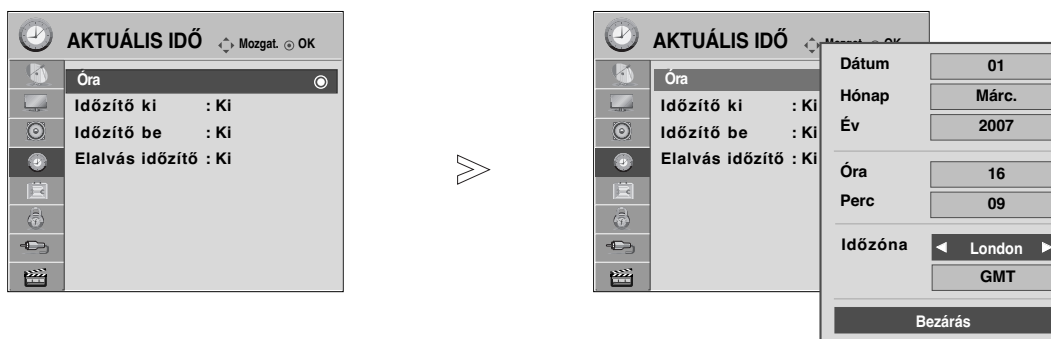 AKTUÁLIS IDŐ Mozgat. OK
Óra
Időzítő ki : Ki
Időzítő be : Ki
Elalvás időzítő : Ki
AKTUÁLIS IDŐ Mozgat. OK
Óra
Időzítő ki : Ki
Időzítő be : Ki
Elalvás időzítő : Ki
Dátum 01
Hónap Márc.
Év 2007
Óra 16
Perc 09
Időzóna ◄ London ►
GMT
Bezárás